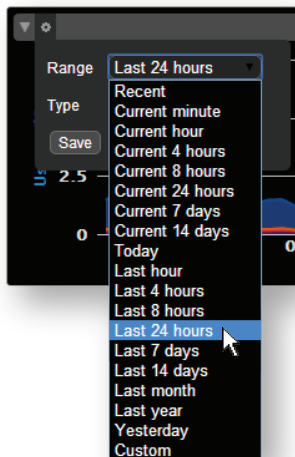 Range Last 24 hours
Recent
Type Current minute
Current hour
Save Current 4 hours
Current 8 hours
2.5 Current 24 hours
Current 7 days
0 Current 14 days
Today 0
Last hour
Last 4 hours
Last 8 hours
Last 24 hours
Last 7 days
Last 14 days
Last month
Last year
Yesterday
Custom